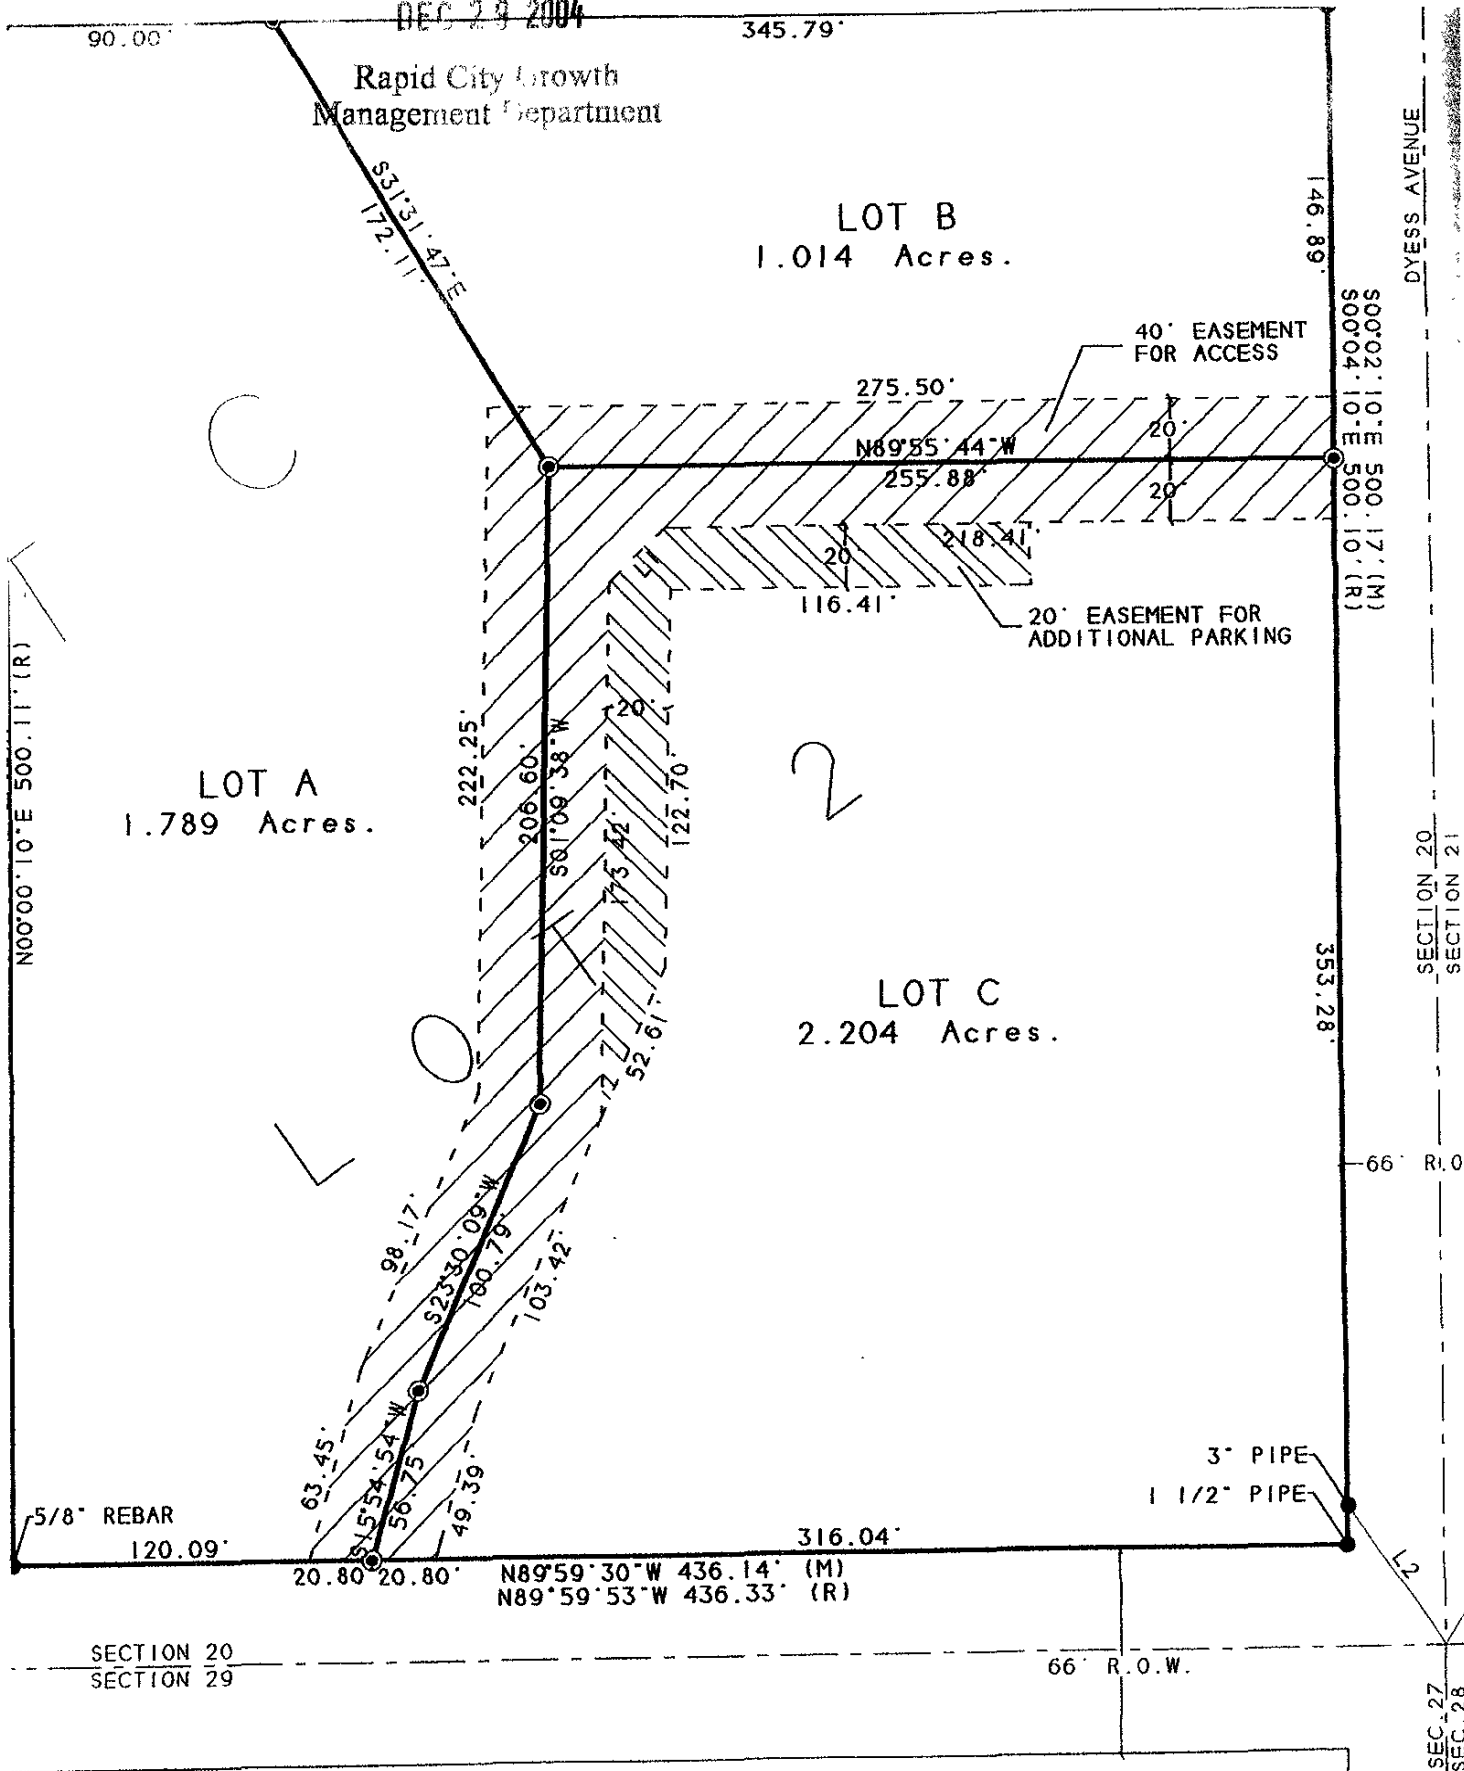 DEC 29 2004
90.00'
345.79'
Rapid City Growth
Management Department
S31°31'47"E
172.11'
LOT B
1.014 Acres.
146.89'
DYESS AVENUE
S00°02'10"E 500.17' (M)
S00°04'10"E 500.10' (R)
40' EASEMENT
FOR ACCESS
275.50'
20'
N89°55'44"W
255.88'
20'
218.41'
20'
L1
116.41'
20' EASEMENT FOR
ADDITIONAL PARKING
N00°00'10"E 500.11' (R)
LOT A
1.789 Acres.
222.25'
206.60'
S01°09'38"W
20'
173.42'
122.70'
2
SECTION 20
SECTION 21
353.28'
LOT C
2.204 Acres.
52.61'
66' R.O
98.17'
S23°30'09"W
100.79'
103.42'
63.45'
S15°54'54"W
56.75
49.39'
3" PIPE
1 1/2" PIPE
5/8" REBAR
120.09'
316.04'
20.80'
20.80'
N89°59'30"W 436.14' (M)
N89°59'53"W 436.33' (R)
L2
SECTION 20
SECTION 29
66' R.O.W.
SEC.27
SEC.28